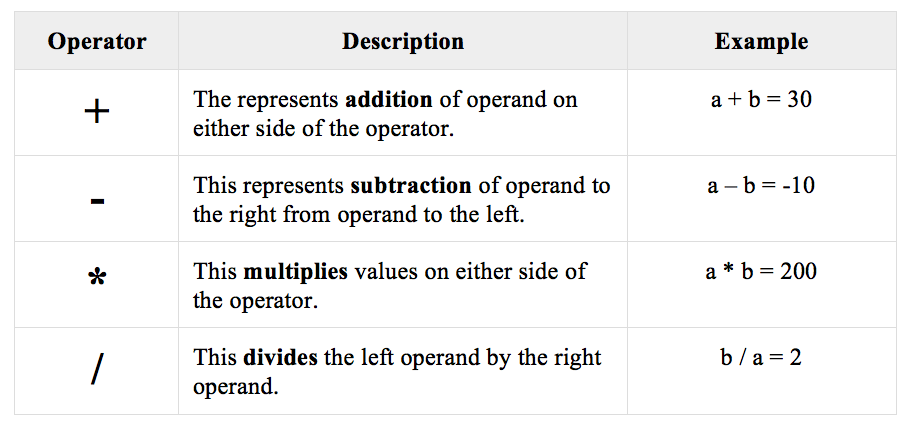 Operator Description Example
+ The represents addition of operand on a + b = 30
either side of the operator.
- This represents subtraction of operand to a – b = -10
the right from operand to the left.
* This multiplies values on either side of a * b = 200
the operator.
/ This divides the left operand by the right b / a = 2
operand.